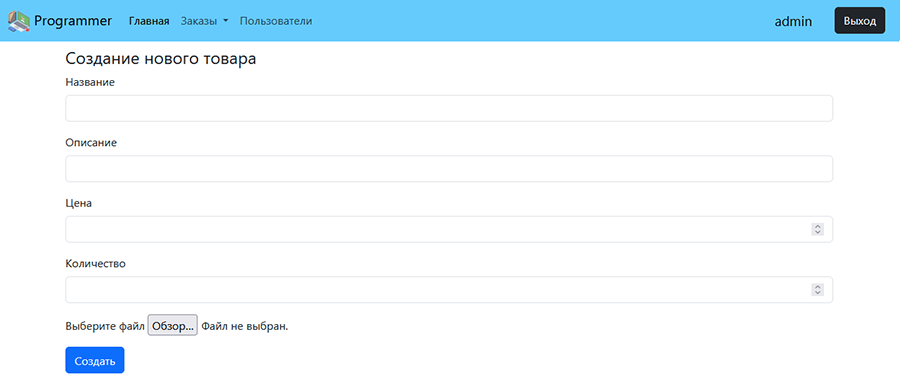 Programmer Главная Заказы Пользователи admin Выход
Создание нового товара
Название
Описание
Цена
Количество
Выберите файл Обзор... Файл не выбран.
Создать